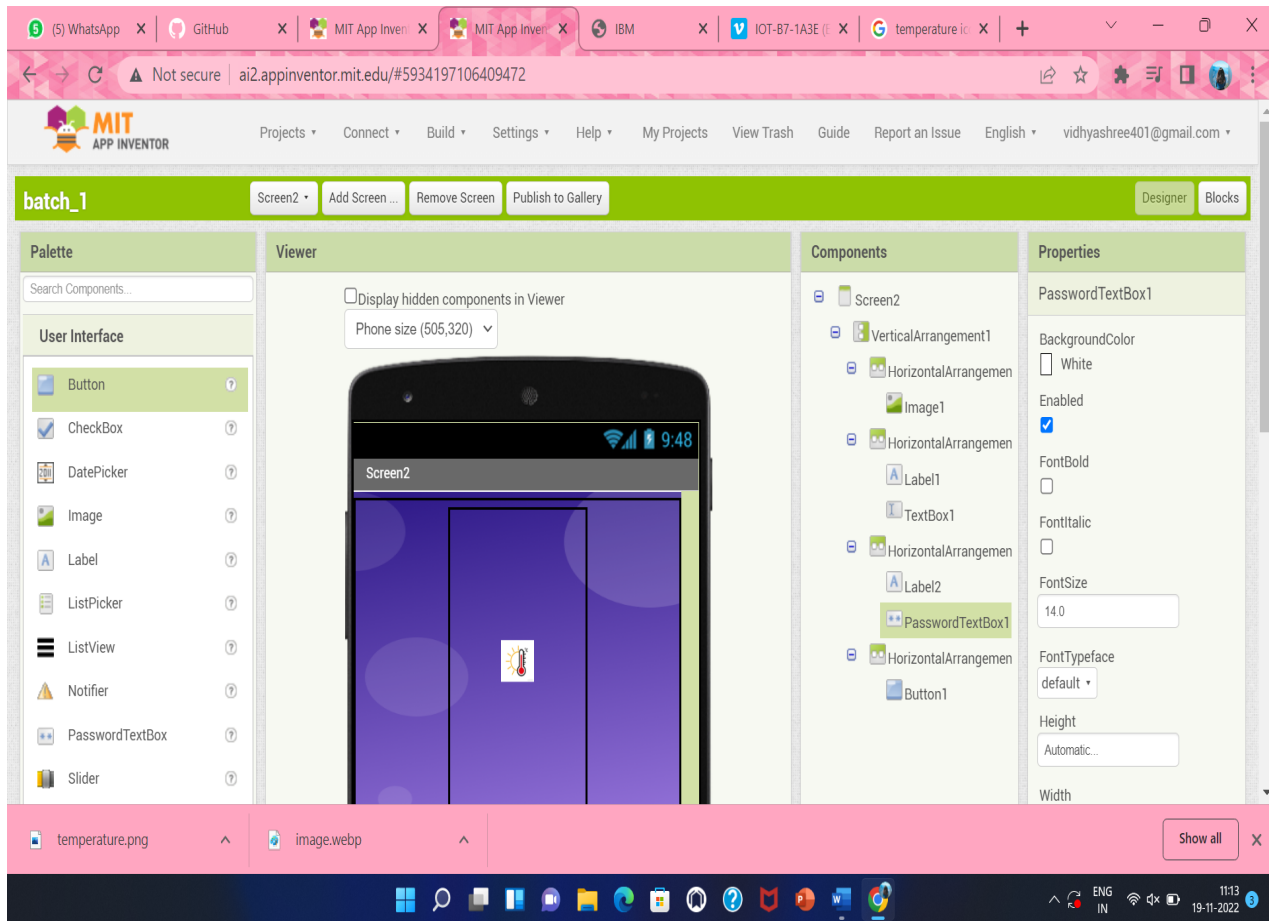 (5) WhatsApp
GitHub
MIT App Inven
MIT App Inven
IBM
IOT-B7-1A3E (E
temperature ic
Not secure
ai2.appinventor.mit.edu/#5934197106409472
MIT
APP INVENTOR
Projects
Connect
Build
Settings
Help
My Projects
View Trash
Guide
Report an Issue
English
vidhyashree401@gmail.com
batch_1
Screen2
Add Screen ...
Remove Screen
Publish to Gallery
Designer
Blocks
Palette
Search Components...
User Interface
Button
CheckBox
DatePicker
Image
Label
ListPicker
ListView
Notifier
PasswordTextBox
Slider
Viewer
Display hidden components in Viewer
Phone size (505,320)
9:48
Screen2
Components
Screen2
VerticalArrangement1
HorizontalArrangemen
Image1
HorizontalArrangemen
Label1
TextBox1
HorizontalArrangemen
Label2
PasswordTextBox1
HorizontalArrangemen
Button1
Properties
PasswordTextBox1
BackgroundColor
White
Enabled
FontBold
FontItalic
FontSize
14.0
FontTypeface
default
Height
Automatic...
Width
temperature.png
image.webp
Show all
ENG
IN
11:13
19-11-2022
3